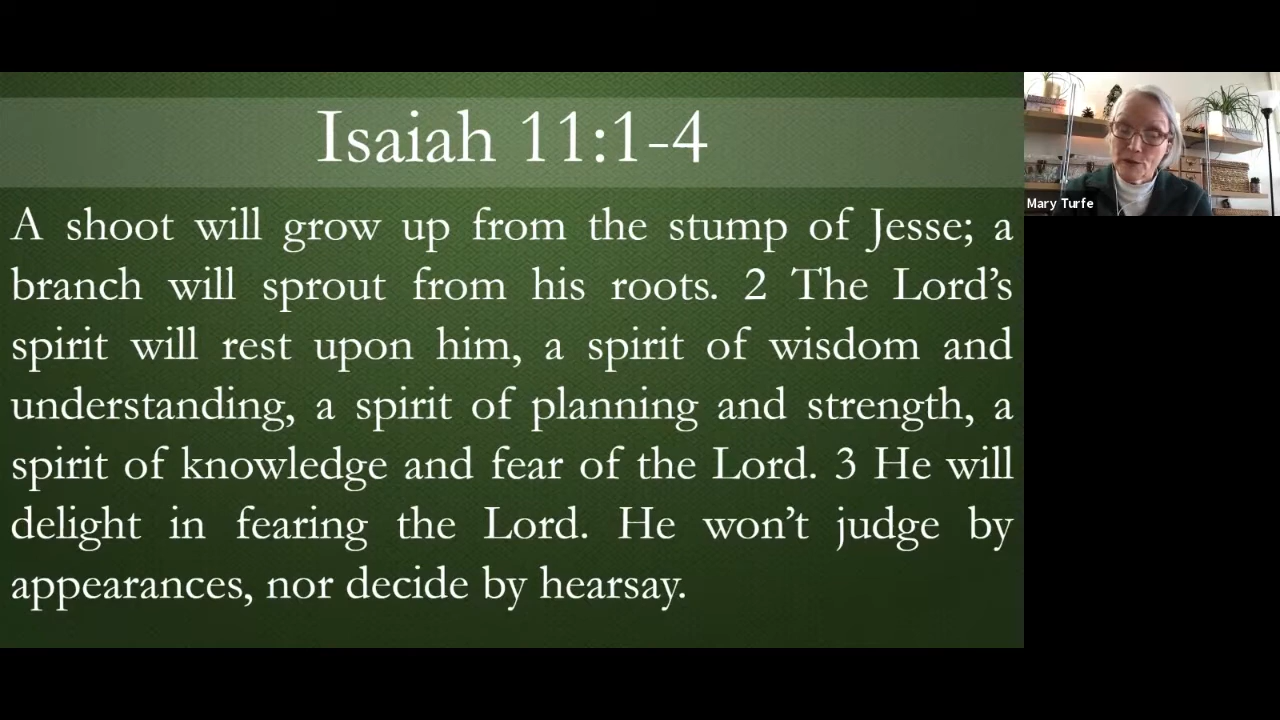 Isaiah 11:1-4
A shoot will grow up from the stump of Jesse; a
branch will sprout from his roots. 2 The Lord’s
spirit will rest upon him, a spirit of wisdom and
understanding, a spirit of planning and strength, a
spirit of knowledge and fear of the Lord. 3 He will
delight in fearing the Lord. He won’t judge by
appearances, nor decide by hearsay.
Mary Turfe